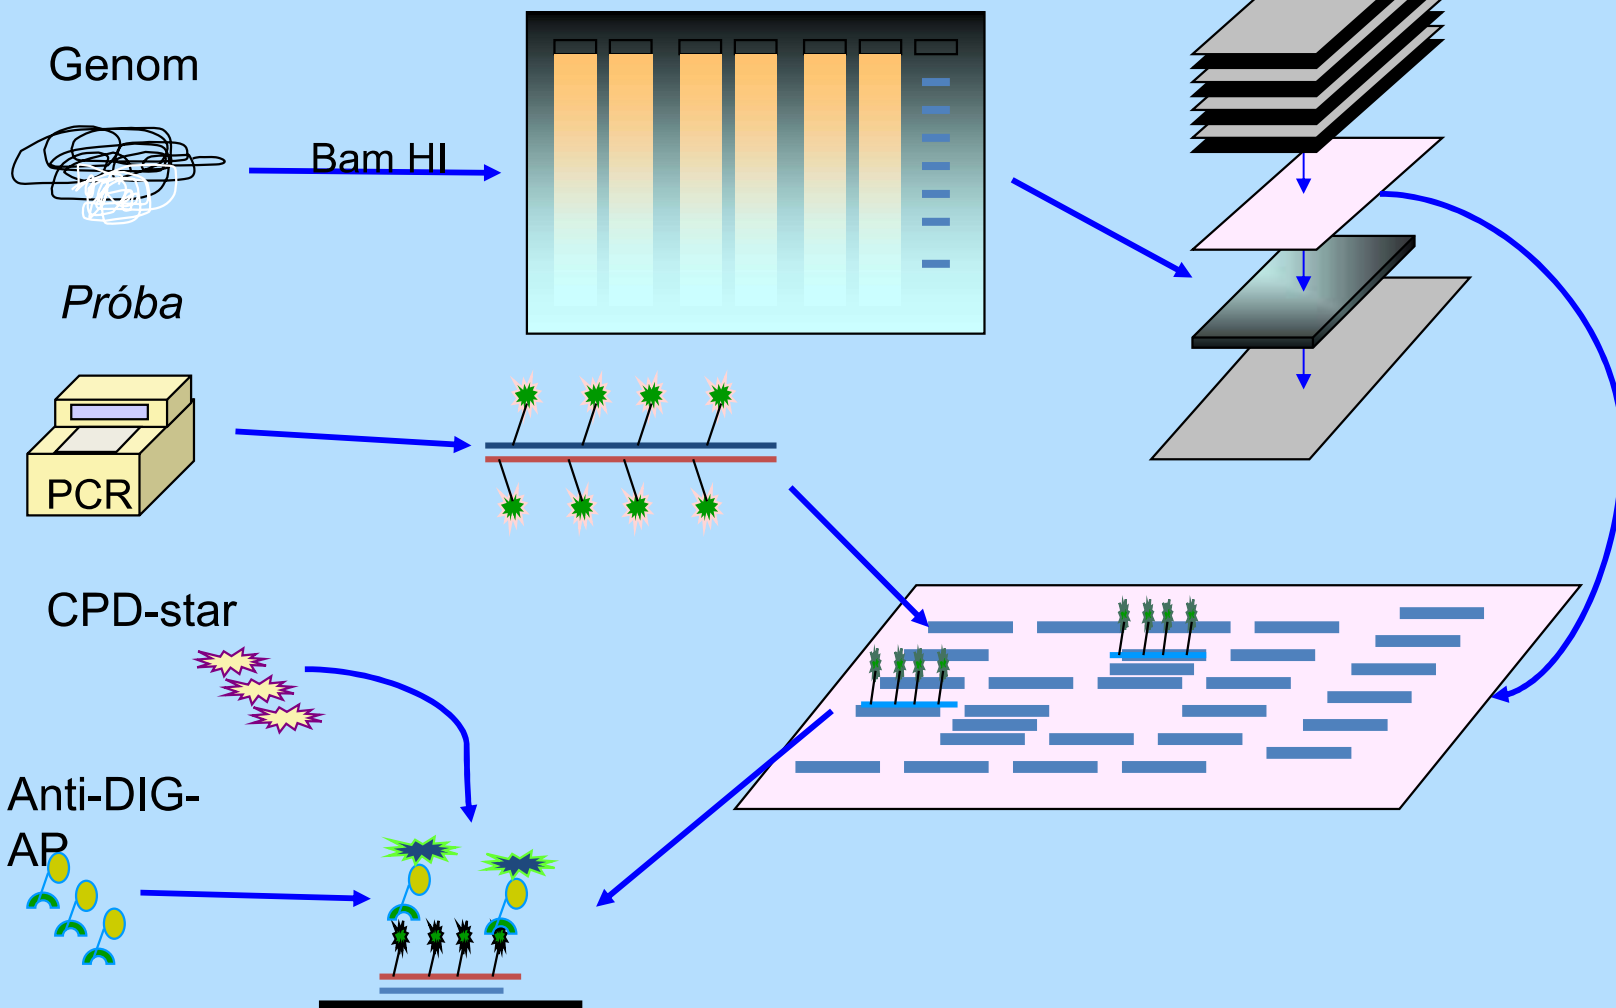 Genom
Bam HI
Próba
PCR
CPD-star
Anti-DIG-
AP